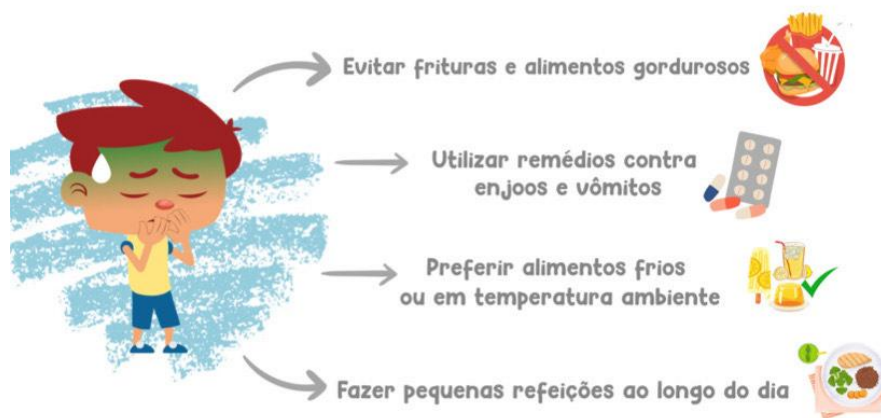 Evitar frituras e alimentos gordurosos
Utilizar remédios contra
enjoos e vômitos
Preferir alimentos frios
ou em temperatura ambiente
Fazer pequenas refeições ao longo do dia